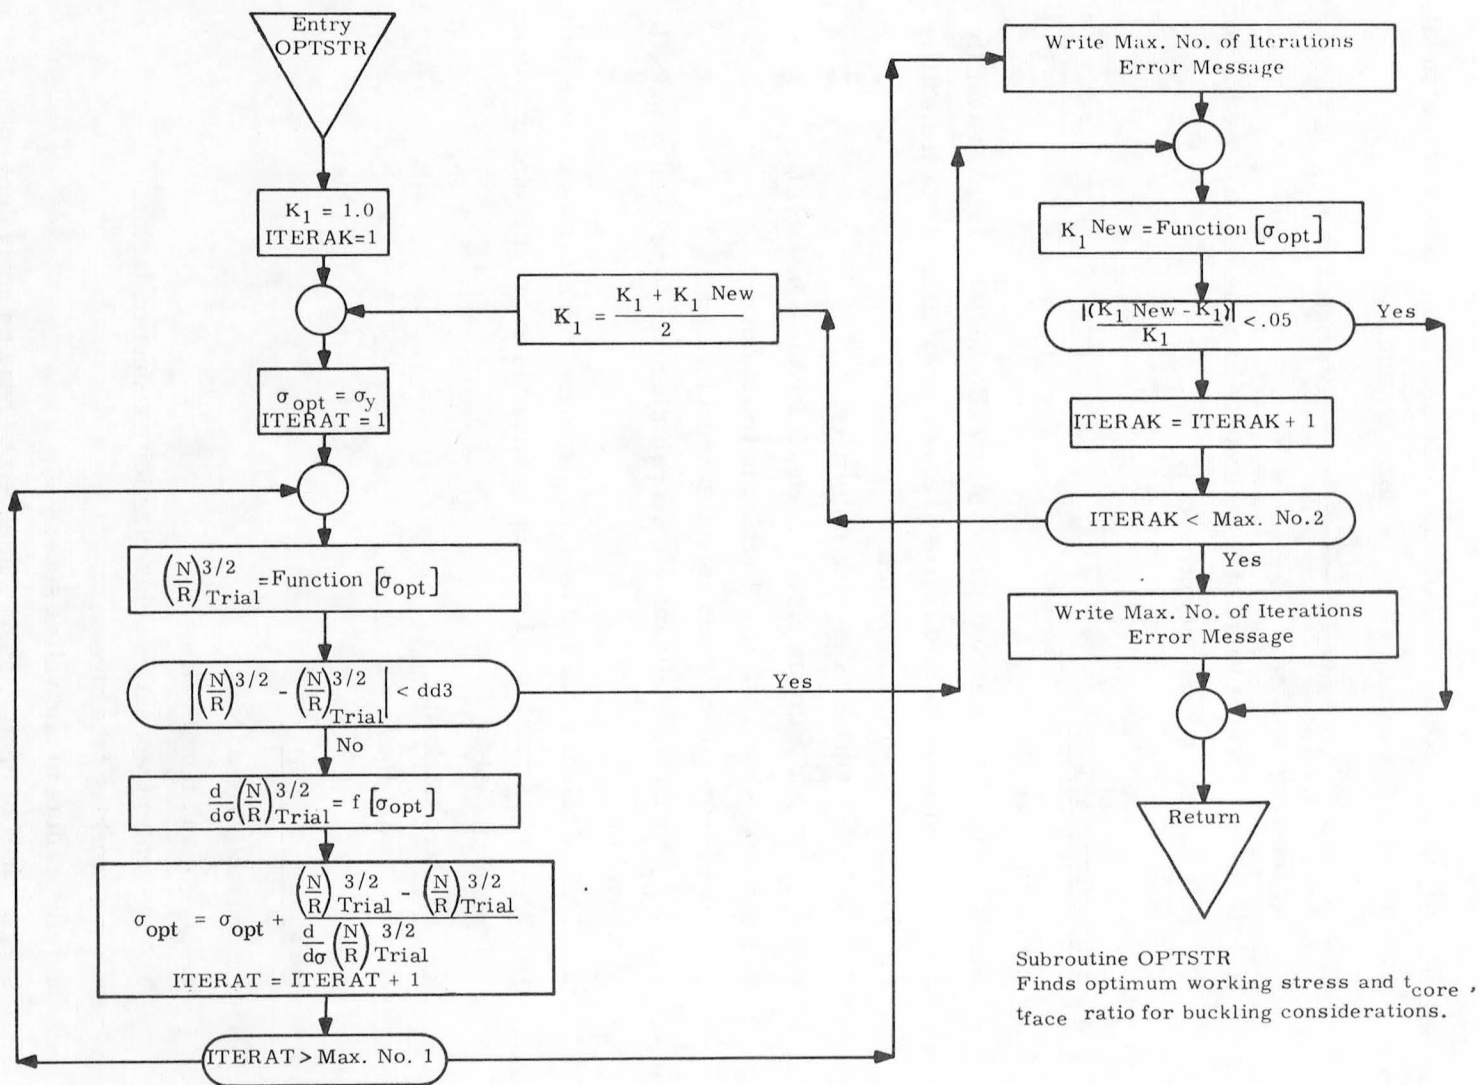 Entry
OPTSTR
K₁ = 1.0
ITERAK=1
K₁ = (K₁ + K₁ New) / 2
σopt = σy
ITERAT = 1
(N/R)^3/2 Trial = Function [σopt]
|(N/R)^3/2 - (N/R)^3/2 Trial| < dd3
Yes
No
d/dσ (N/R)^3/2 Trial = f [σopt]
σopt = σopt + ((N/R)^3/2 Trial - (N/R)^3/2 Trial) / (d/dσ (N/R)^3/2 Trial)
ITERAT = ITERAT + 1
ITERAT > Max. No. 1
Write Max. No. of Iterations
Error Message
K₁ New = Function [σopt]
|(K₁ New - K₁)| / K₁ < .05
Yes
ITERAK = ITERAK + 1
ITERAK < Max. No.2
Yes
Write Max. No. of Iterations
Error Message
Return
Subroutine OPTSTR
Finds optimum working stress and tcore ,
tface ratio for buckling considerations.